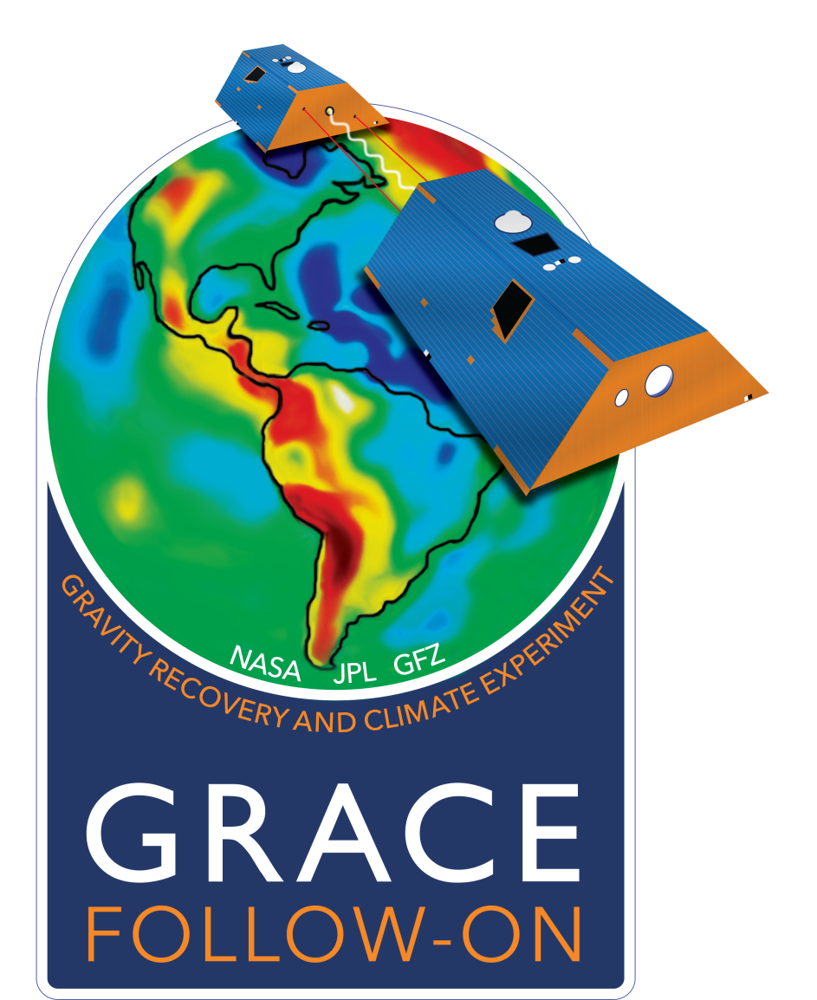 NASA JPL GFZ
GRAVITY RECOVERY AND CLIMATE EXPERIMENT
GRACE
FOLLOW-ON